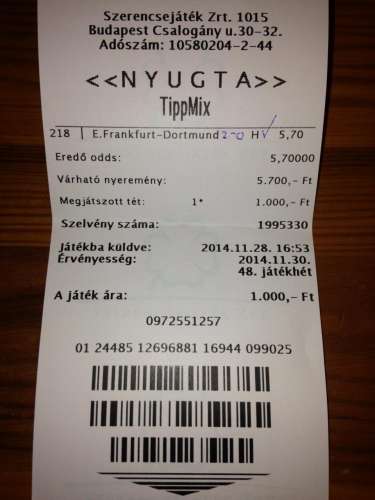 Szerencsejáték Zrt. 1015
Budapest Csalogány u.30-32.
Adószám: 10580204-2-44
<<NYUGTA>>
TippMix
218 | E.Frankfurt-Dortmund 2-0 H ✓ 5,70
Eredő odds: 5,70000
Várható nyeremény: 5.700,- Ft
Megjátszott tét: 1* 1.000,- Ft
Szelvény száma: 1995330
Játékba küldve: 2014.11.28. 16:53
Érvényesség: 2014.11.30.
48. játékhét
A játék ára: 1.000,- Ft
0972551257
01 24485 12696881 16944 099025